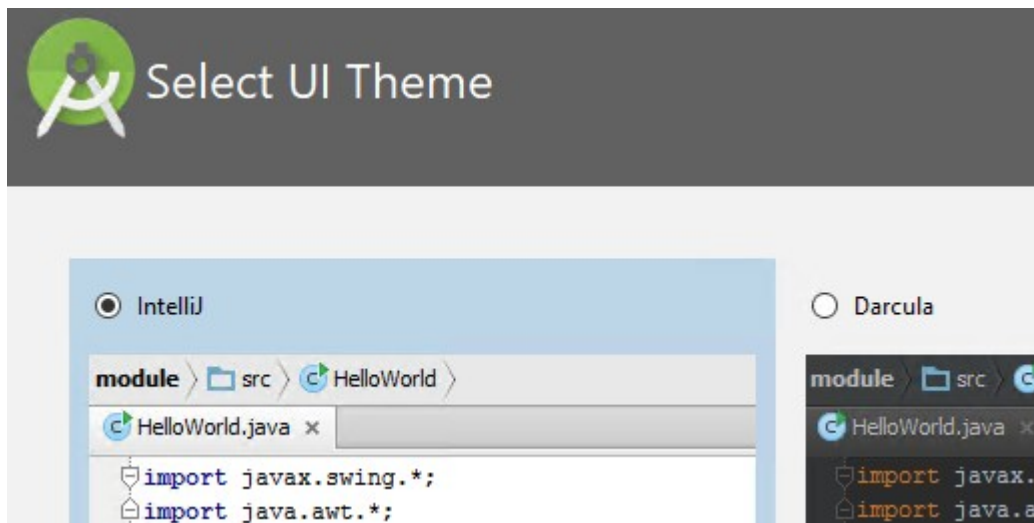 Select UI Theme
IntelliJ
Darcula
module src C HelloWorld
C HelloWorld.java ×
import javax.swing.*;
import java.awt.*;
module src C
C HelloWorld.java ×
import javax.
import java.a